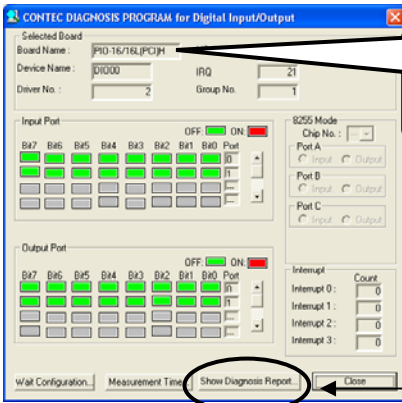 CONTEC DIAGNOSIS PROGRAM for Digital Input/Output
Selected Board
Board Name : PIO-16/16L(PCI)H
Device Name : DIO00 IRQ 21
Driver No. : 2 Group No. 1
Input Port
OFF: ON:
Bit7 Bit6 Bit5 Bit4 Bit3 Bit2 Bit1 Bit0 Port
0
1
---
---
8255 Mode
Chip No. : --
Port A
Input Output
Port B
Input Output
Port C
Input Output
Output Port
OFF: ON:
Bit7 Bit6 Bit5 Bit4 Bit3 Bit2 Bit1 Bit0 Port
0
1
---
---
Interrupt
Count
Interrupt 0 : 0
Interrupt 1 : 0
Interrupt 2 : 0
Interrupt 3 : 0
Wait Configuration... Measurement Time... Show Diagnosis Report... Close